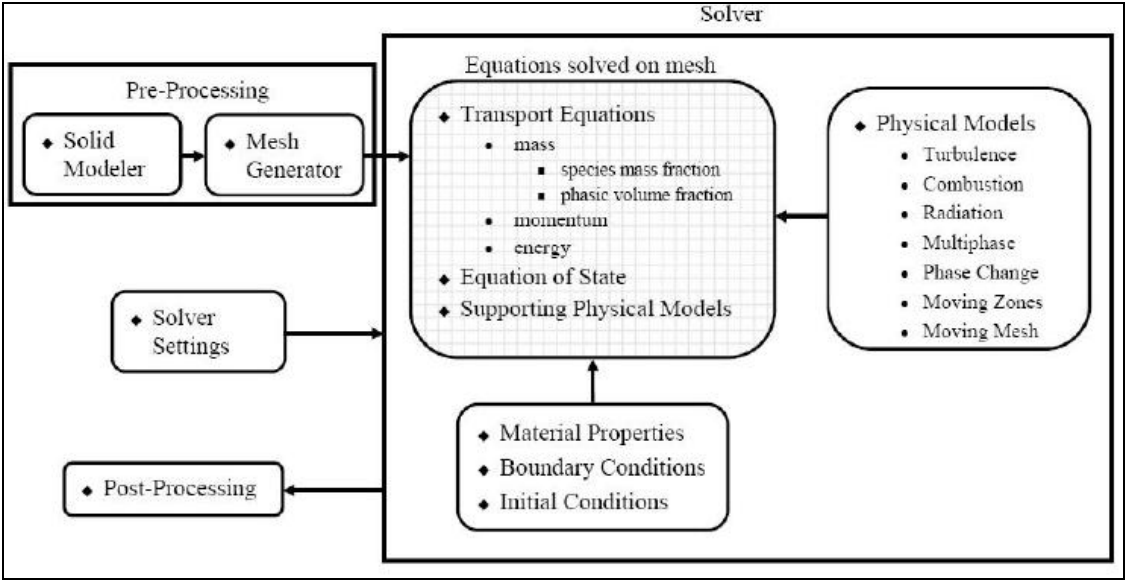 Solver
Pre-Processing
Solid
Modeler
Mesh
Generator
Equations solved on mesh
Transport Equations
mass
species mass fraction
phasic volume fraction
momentum
energy
Equation of State
Supporting Physical Models
Physical Models
Turbulence
Combustion
Radiation
Multiphase
Phase Change
Moving Zones
Moving Mesh
Solver
Settings
Material Properties
Boundary Conditions
Initial Conditions
Post-Processing